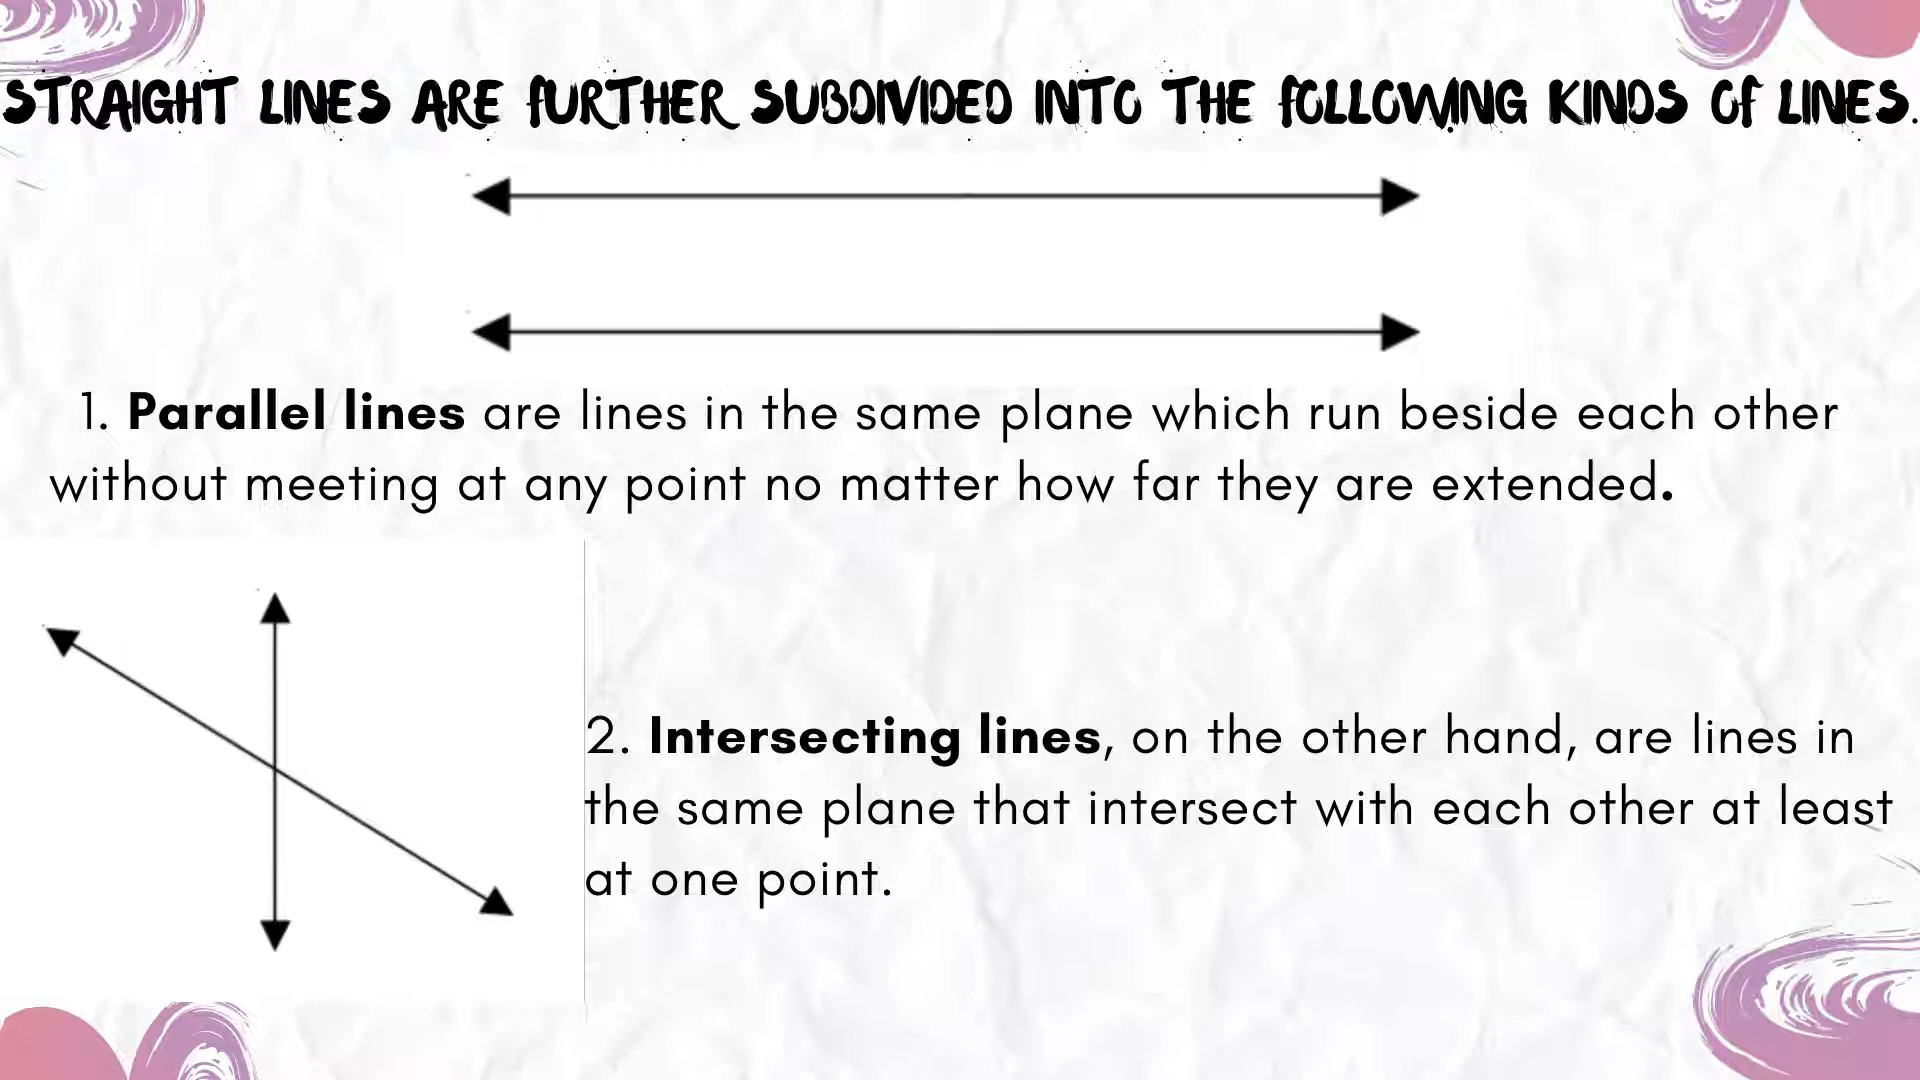 STRAIGHT LINES ARE FURTHER SUBDIVIDED INTO THE FOLLOWING KINDS OF LINES.
1. Parallel lines are lines in the same plane which run beside each other
without meeting at any point no matter how far they are extended.
2. Intersecting lines, on the other hand, are lines in
the same plane that intersect with each other at least
at one point.